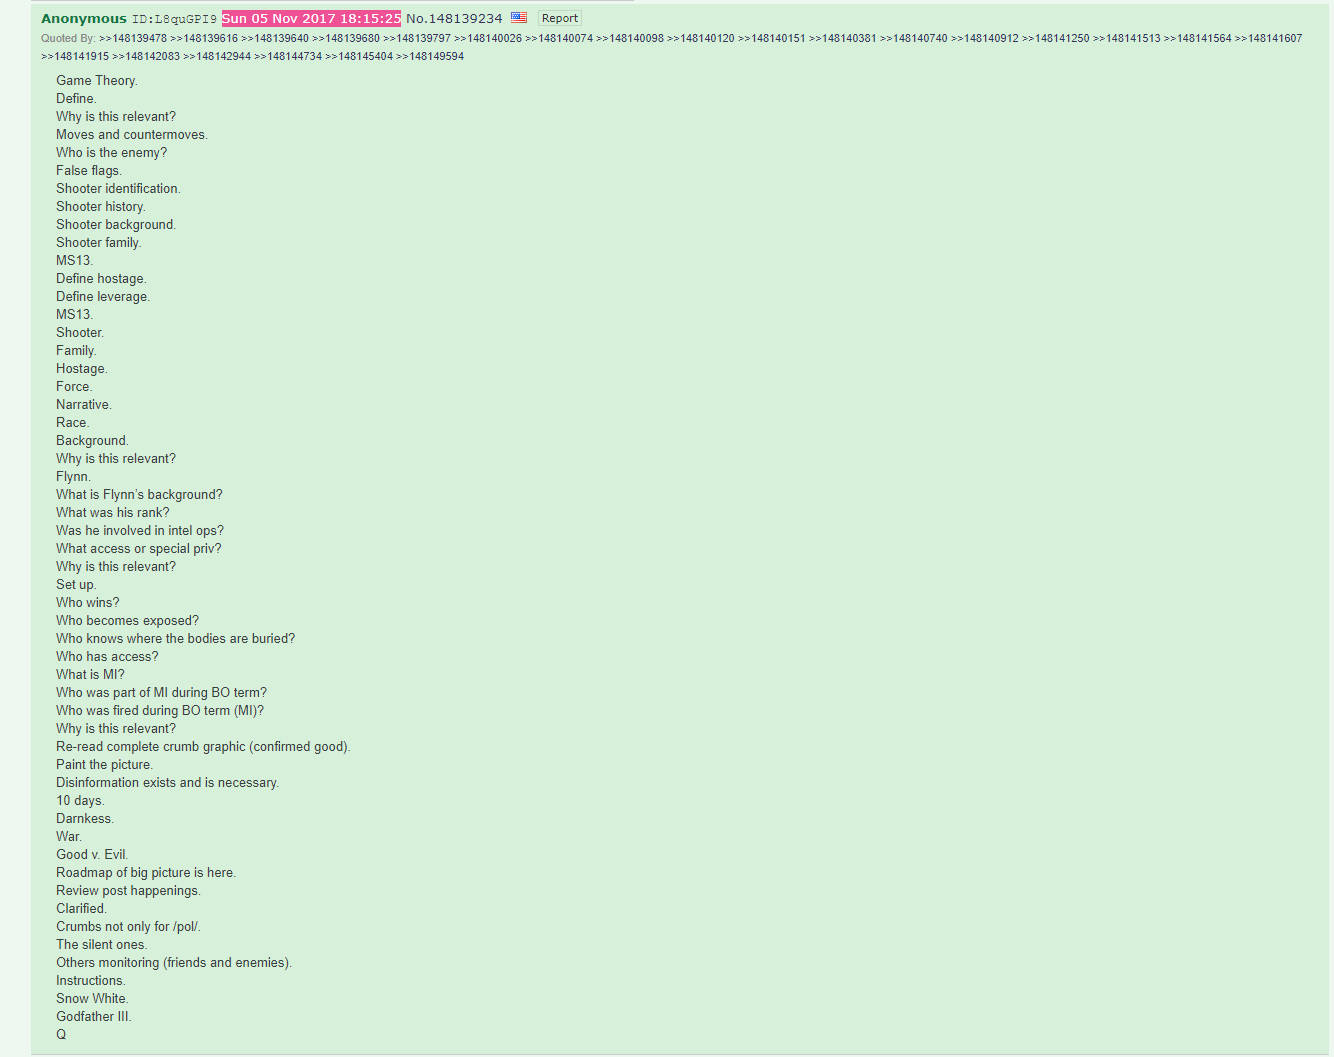 Anonymous ID:L8quGPI9 Sun 05 Nov 2017 18:15:25 No.148139234 Report
Quoted By: >>148139478 >>148139616 >>148139640 >>148139680 >>148139797 >>148140026 >>148140074 >>148140098 >>148140120 >>148140151 >>148140381 >>148140740 >>148140912 >>148141250 >>148141513 >>148141564 >>148141607
>>148141915 >>148142083 >>148142944 >>148144734 >>148145404 >>148149594
Game Theory.
Define.
Why is this relevant?
Moves and countermoves.
Who is the enemy?
False flags.
Shooter identification.
Shooter history.
Shooter background.
Shooter family.
MS13.
Define hostage.
Define leverage.
MS13.
Shooter.
Family.
Hostage.
Force.
Narrative.
Race.
Background.
Why is this relevant?
Flynn.
What is Flynn's background?
What was his rank?
Was he involved in intel ops?
What access or special priv?
Why is this relevant?
Set up.
Who wins?
Who becomes exposed?
Who knows where the bodies are buried?
Who has access?
What is MI?
Who was part of MI during BO term?
Who was fired during BO term (MI)?
Why is this relevant?
Re-read complete crumb graphic (confirmed good).
Paint the picture.
Disinformation exists and is necessary.
10 days.
Darnkess.
War.
Good v. Evil.
Roadmap of big picture is here.
Review post happenings.
Clarified.
Crumbs not only for /pol/.
The silent ones.
Others monitoring (friends and enemies).
Instructions.
Snow White.
Godfather III.
Q